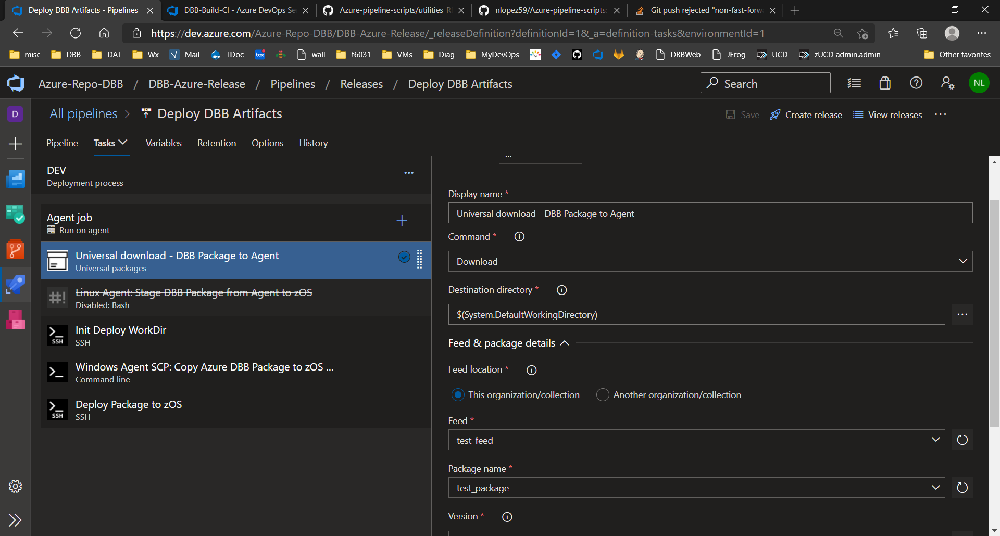 Deploy DBB Artifacts - Pipelines
DBB-Build-CI - Azure DevOps Se
Azure-pipeline-scripts/utilities_R
nlopez59/Azure-pipeline-scripts:
Git push rejected "non-fast-forw
https://dev.azure.com/Azure-Repo-DBB/DBB-Azure-Release/_releaseDefinition?definitionId=1&_a=definition-tasks&environmentId=1
misc DBB DAT Wx Mail TDoc box wall t6031 VMs Diag MyDevOps DBBWeb JFrog UCD zUCD admin.admin Other favorites
Azure-Repo-DBB / DBB-Azure-Release / Pipelines / Releases / Deploy DBB Artifacts
Search
NL
D
All pipelines > Deploy DBB Artifacts
Save Create release View releases ...
Pipeline Tasks Variables Retention Options History
DEV
Deployment process
Agent job
Run on agent
Universal download - DBB Package to Agent
Universal packages
#!
Linux Agent: Stage DBB Package from Agent to zOS
Disabled: Bash
SSH
Init Deploy WorkDir
SSH
Windows Agent SCP: Copy Azure DBB Package to zOS ...
Command line
SSH
Deploy Package to zOS
SSH
Display name *
Universal download - DBB Package to Agent
Command *
Download
Destination directory *
$(System.DefaultWorkingDirectory)
Feed & package details
Feed location *
This organization/collection Another organization/collection
Feed *
test_feed
Package name *
test_package
Version *